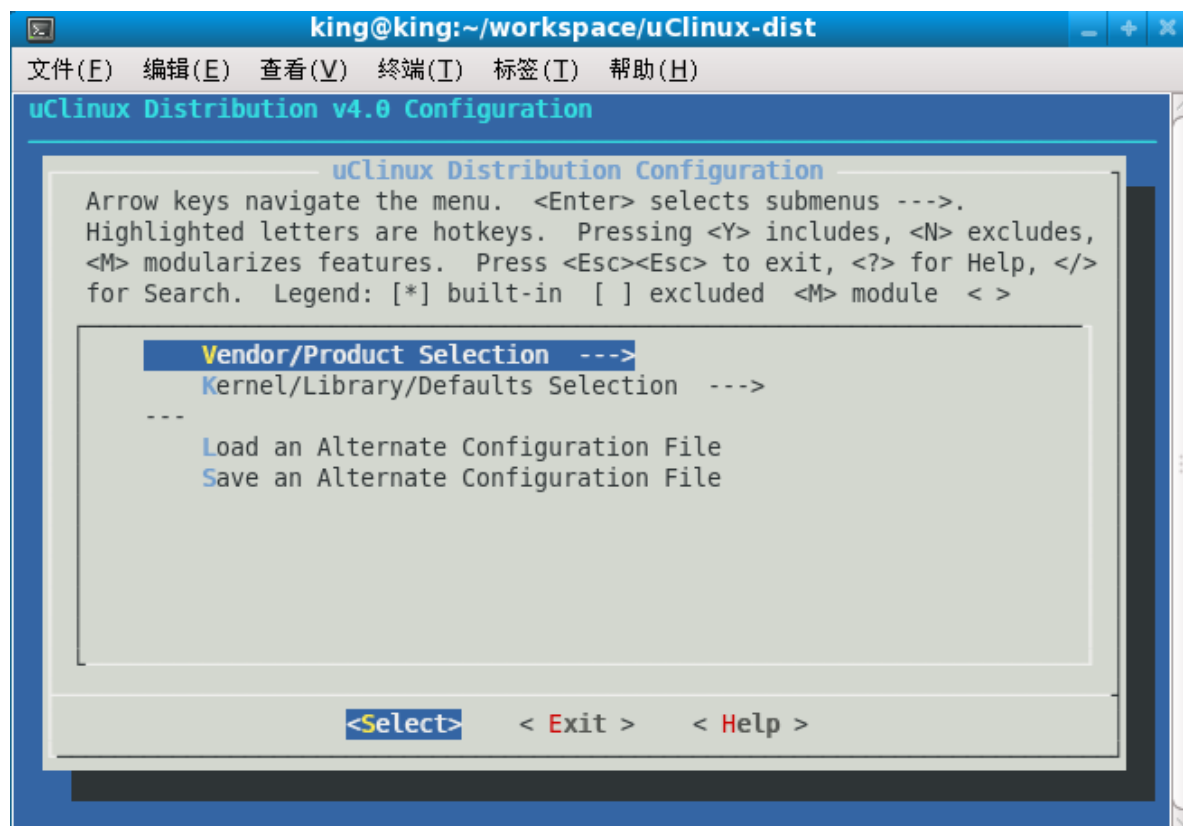 king@king:~/workspace/uClinux-dist
文件(F) 编辑(E) 查看(V) 终端(T) 标签(T) 帮助(H)
uClinux Distribution v4.0 Configuration
uClinux Distribution Configuration
Arrow keys navigate the menu.  <Enter> selects submenus --->.
Highlighted letters are hotkeys.  Pressing <Y> includes, <N> excludes,
<M> modularizes features.  Press <Esc><Esc> to exit, <?> for Help, </>
for Search.  Legend: [*] built-in  [ ] excluded  <M> module  < >
Vendor/Product Selection  --->
Kernel/Library/Defaults Selection  --->
---
Load an Alternate Configuration File
Save an Alternate Configuration File
<Select>    < Exit >    < Help >